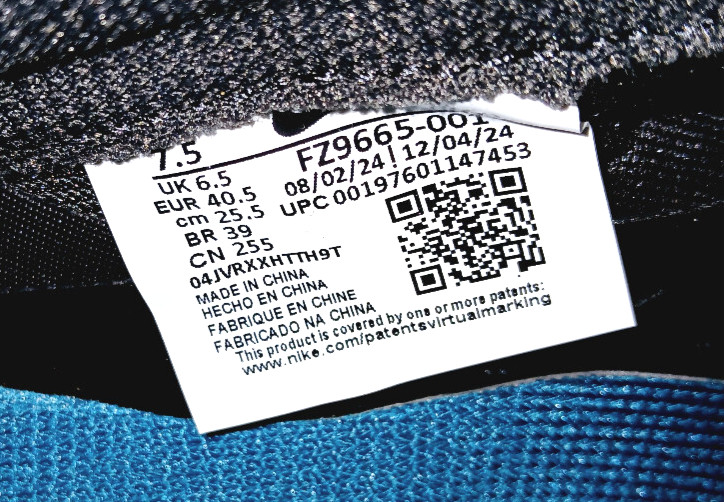 7.5
FZ9665-001
UK 6.5
08/02/24 | 12/04/24
EUR 40.5
UPC 00197601147453
cm 25.5
BR 39
CN 255
04JVRXXHTTH9T
MADE IN CHINA
HECHO EN CHINA
FABRIQUE EN CHINE
FABRICADO NA CHINA
This product is covered by one or more patents:
www.nike.com/patentsvirtualmarking